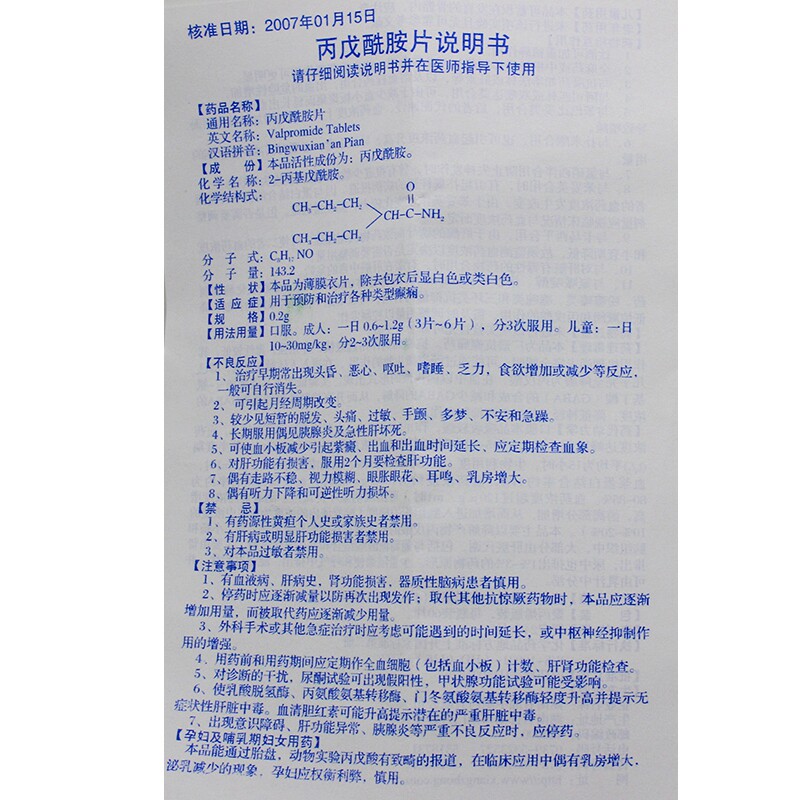 核准日期：2007年01月15日
丙戊酰胺片说明书
请仔细阅读说明书并在医师指导下使用
【药品名称】
通用名称：丙戊酰胺片
英文名称：Valpromide Tablets
汉语拼音：Bingwuxian'an Pian
【成 份】本品活性成份为：丙戊酰胺。
化学名称：2-丙基戊酰胺。
化学结构式：
O
CH₃-CH₂-CH₂
CH-C-NH₂
CH₃-CH₂-CH₂
分 子 式：C₈H₁₇NO
分 子 量：143.2
【性 状】本品为薄膜衣片，除去包衣后显白色或类白色。
【适 应 症】用于预防和治疗各种类型癫痫。
【规 格】0.2g
【用法用量】口服。成人：一日 0.6~1.2g（3片~6片），分3次服用。儿童：一日
10~30mg/kg，分2~3次服用。
【不良反应】
1、治疗早期常出现头昏、恶心、呕吐、嗜睡、乏力，食欲增加或减少等反应，
一般可自行消失。
2、可引起月经周期改变。
3、较少见短暂的脱发、头痛、过敏、手颤、多梦、不安和急躁。
4、长期服用偶见胰腺炎及急性肝坏死。
5、可使血小板减少引起紫癜、出血和出血时间延长、应定期检查血象。
6、对肝功能有损害，服用2个月要检查肝功能。
7、偶有走路不稳、视力模糊、眼胀眼花、耳鸣、乳房增大。
8、偶有听力下降和可逆性听力损坏。
【禁 忌】
1、有药源性黄疸个人史或家族史者禁用。
2、有肝病或明显肝功能损害者禁用。
3、对本品过敏者禁用。
【注意事项】
1、有血液病、肝病史，肾功能损害，器质性脑病患者慎用。
2、停药时应逐渐减量以防再次出现发作；取代其他抗惊厥药物时，本品应逐渐
增加用量，而被取代药应逐渐减少用量。
3、外科手术或其他急症治疗时应考虑可能遇到的时间延长，或中枢神经抑制作
用的增强。
4、用药前和用药期间应定期作全血细胞（包括血小板）计数、肝肾功能检查。
5、对诊断的干扰，尿酮试验可出现假阳性，甲状腺功能试验可能受影响。
6、使乳酸脱氢酶、丙氨酸氨基转移酶、门冬氨酸氨基转移酶轻度升高并提示无
症状性肝脏中毒。血清胆红素可能升高提示潜在的严重肝脏中毒。
7、出现意识障碍、肝功能异常、胰腺炎等严重不良反应时，应停药。
【孕妇及哺乳期妇女用药】
本品能通过胎盘，动物实验丙戊酸有致畸的报道，在临床应用中偶有乳房增大，
泌乳减少的现象，孕妇应权衡利弊，慎用。